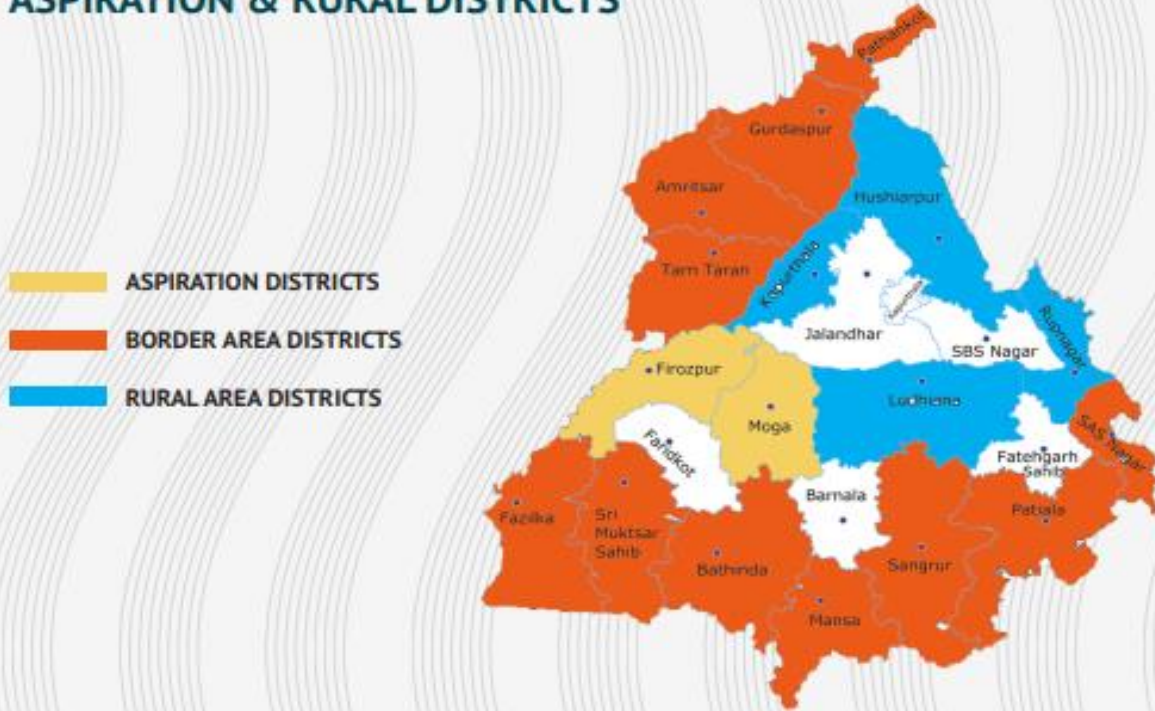 ASPIRATION & RURAL DISTRICTS
ASPIRATION DISTRICTS
BORDER AREA DISTRICTS
RURAL AREA DISTRICTS
Pathankot
Gurdaspur
Amritsar
Hushiarpur
Tarn Taran
Kapurthala
Kapurthala
Jalandhar
SBS Nagar
Rupnagar
Firozpur
Ludhiana
Moga
Faridkot
SAS Nagar
Fatehgarh
Sahib
Barnala
Fazilka
Sri
Muktsar
Sahib
Patiala
Bathinda
Sangrur
Mansa